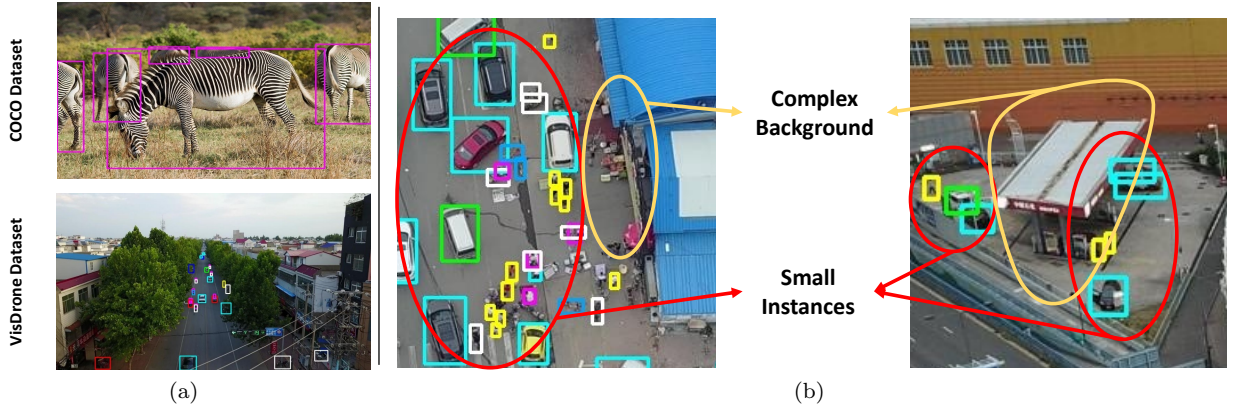 COCO Dataset
VisDrone Dataset
Complex
Background
Small
Instances
(a)
(b)